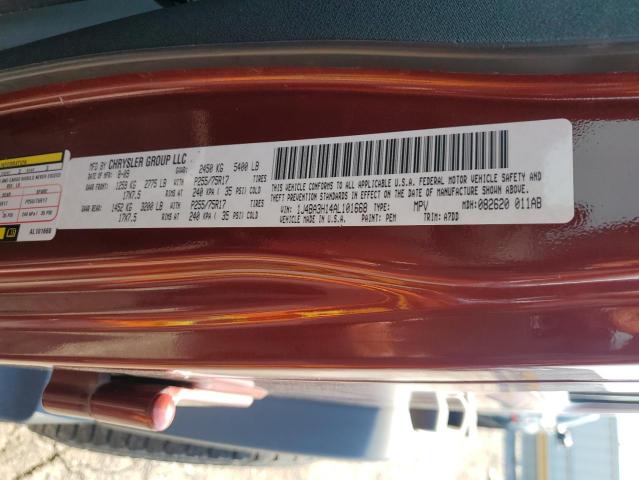 MFG BY CHRYSLER GROUP LLC
DATE OF MFR 8-09 GVWR: 2450 KG 5400 LB
GAWR FRONT: 1259 KG 2775 LB WITH P255/75R17 TIRES
17X7.5 RIMS AT 240 KPA ( 35 PSI) COLD
GAWR REAR: 1452 KG 3200 LB WITH P255/75R17 TIRES
17X7.5 RIMS AT 240 KPA ( 35 PSI) COLD
THIS VEHICLE CONFORMS TO ALL APPLICABLE U.S.A. FEDERAL MOTOR VEHICLE SAFETY AND
THEFT PREVENTION STANDARDS IN EFFECT ON THE DATE OF MANUFACTURE SHOWN ABOVE.
VIN: 1J4BA3H14AL101668 TYPE: MPV MDH: 082620 011AB
VEHICLE MADE IN U.S.A. PAINT: PEM TRIM: A7DD
AL101668